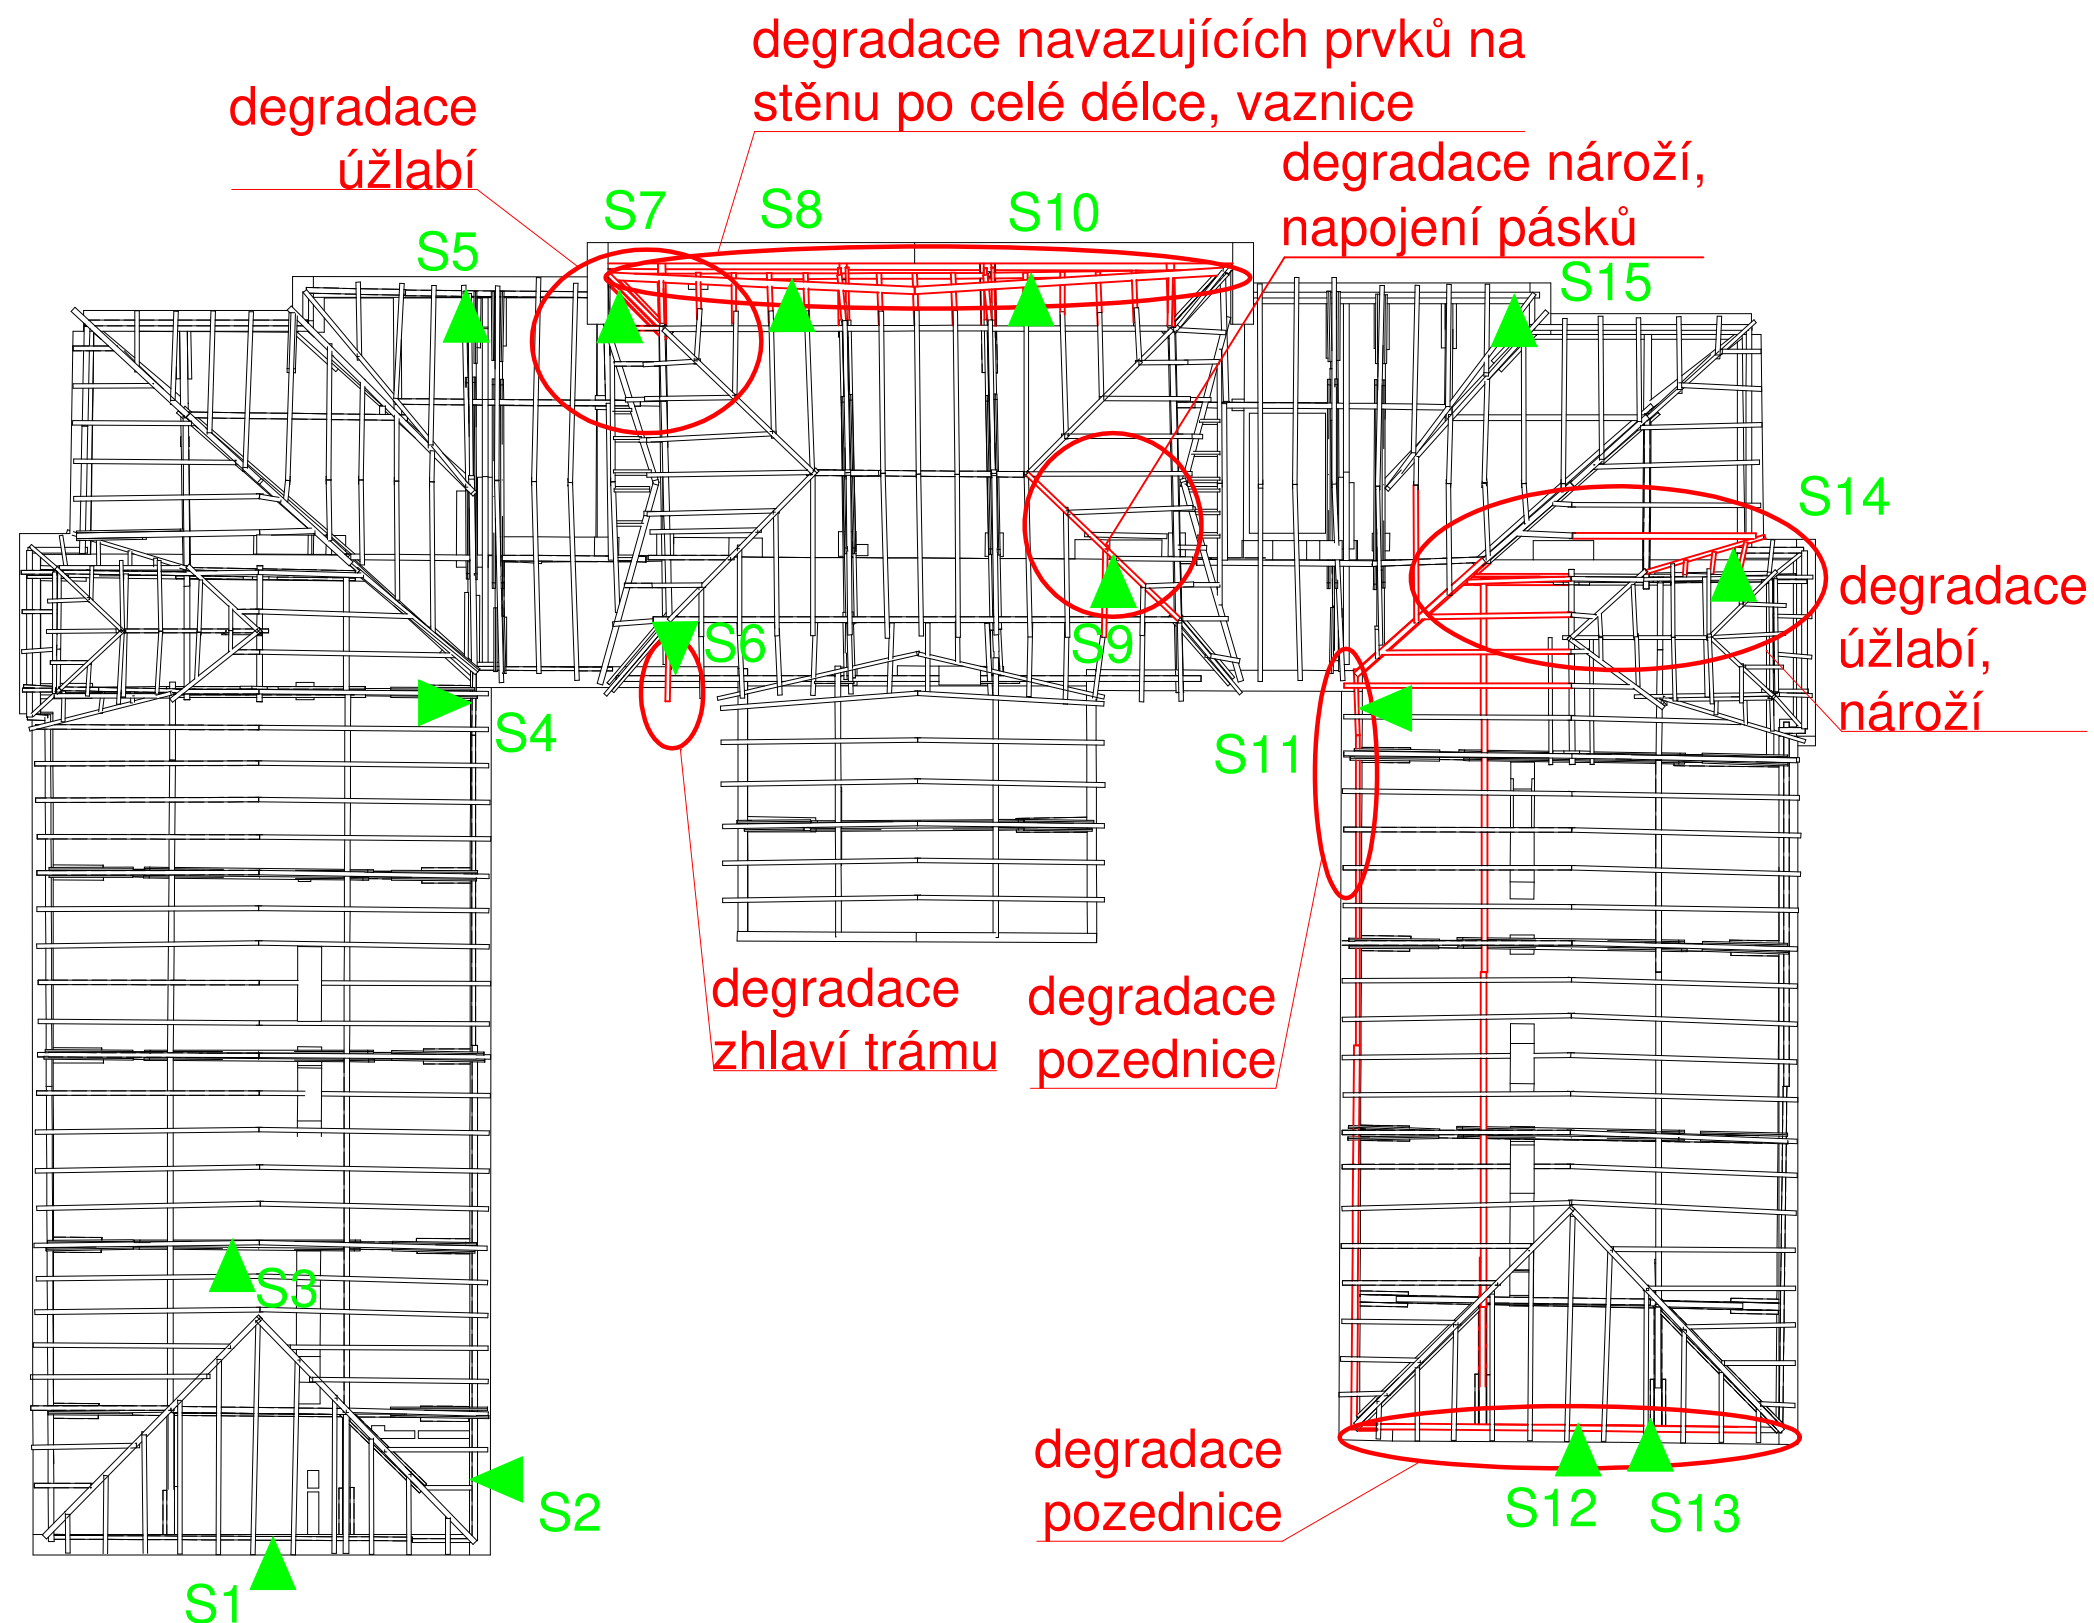 degradace navazujících prvků na
stěnu po celé délce, vaznice
degradace
úžlabí
degradace nároží,
napojení pásků
S7
S8
S10
S5
S15
S14
degradace
úžlabí,
nároží
S6
S9
S4
S11
degradace
zhlaví trámu
degradace
pozednice
S3
degradace
pozednice
S2
S12
S13
S1